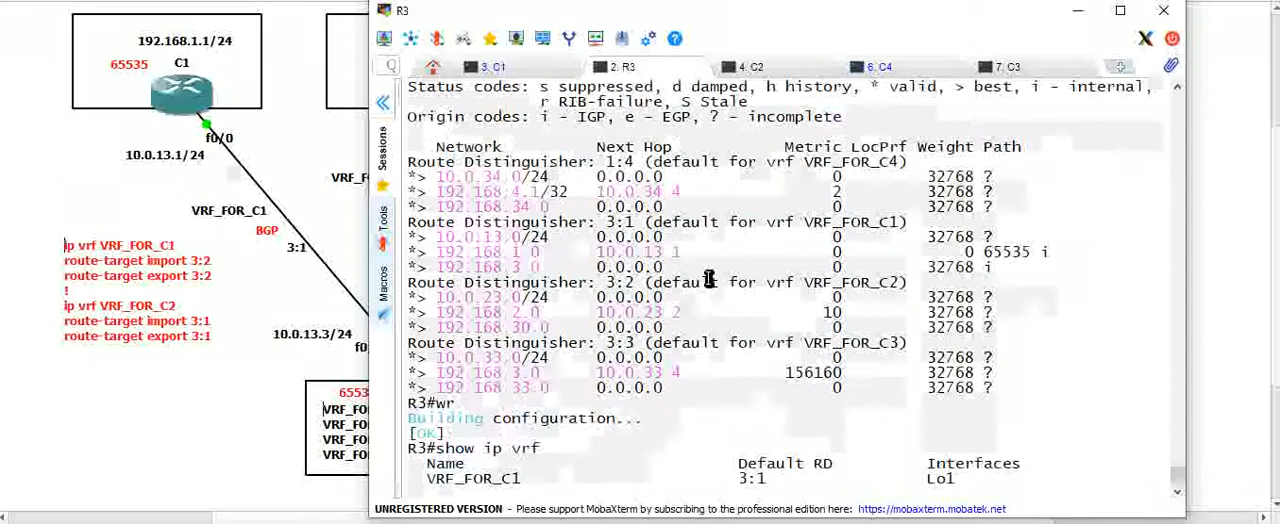 192.168.1.1/24
65535
C1
f0/0
10.0.13.1/24
VRF_F
VRF_FOR_C1
BGP
3:1
ip vrf VRF_FOR_C1
route-target import 3:2
route-target export 3:2
!
ip vrf VRF_FOR_C2
route-target import 3:1
route-target export 3:1
10.0.13.3/24
f0
6553
VRF_FO
VRF_FO
VRF_FO
VRF_FO
R3
3. C1
2. R3
4. C2
6. C4
7. C3
Sessions
Tools
Macros
Status codes: s suppressed, d damped, h history, * valid, > best, i - internal,
r RIB-failure, S Stale
Origin codes: i - IGP, e - EGP, ? - incomplete
Network Next Hop Metric LocPrf Weight Path
Route Distinguisher: 1:4 (default for vrf VRF_FOR_C4)
*> 10.0.34.0/24 0.0.0.0 0 32768 ?
*> 192.168.4.1/32 10.0.34.4 2 32768 ?
*> 192.168.34.0 0.0.0.0 0 32768 ?
Route Distinguisher: 3:1 (default for vrf VRF_FOR_C1)
*> 10.0.13.0/24 0.0.0.0 0 32768 ?
*> 192.168.1.0 10.0.13.1 0 0 65535 i
*> 192.168.3.0 0.0.0.0 0 32768 i
Route Distinguisher: 3:2 (default for vrf VRF_FOR_C2)
*> 10.0.23.0/24 0.0.0.0 0 32768 ?
*> 192.168.2.0 10.0.23.2 10 32768 ?
*> 192.168.30.0 0.0.0.0 0 32768 ?
Route Distinguisher: 3:3 (default for vrf VRF_FOR_C3)
*> 10.0.33.0/24 0.0.0.0 0 32768 ?
*> 192.168.3.0 10.0.33.4 156160 32768 ?
*> 192.168.33.0 0.0.0.0 0 32768 ?
R3#wr
Building configuration...
[OK]
R3#show ip vrf
Name Default RD Interfaces
VRF_FOR_C1 3:1 Lo1
UNREGISTERED VERSION - Please support MobaXterm by subscribing to the professional edition here: https://mobaxterm.mobatek.net